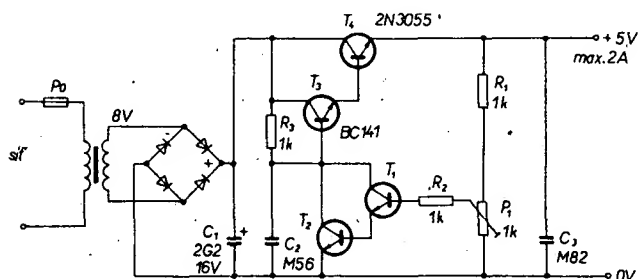 T₄ 2N3055
+ 5V
max. 2A
Po
8V
síť
+
R₃
1k
T₃
BC141
R₁
1k
T₁
R₂
1k
P₁
1k
T₂
C₁
2G2
16V
+
C₂
M56
C₃
M82
0V